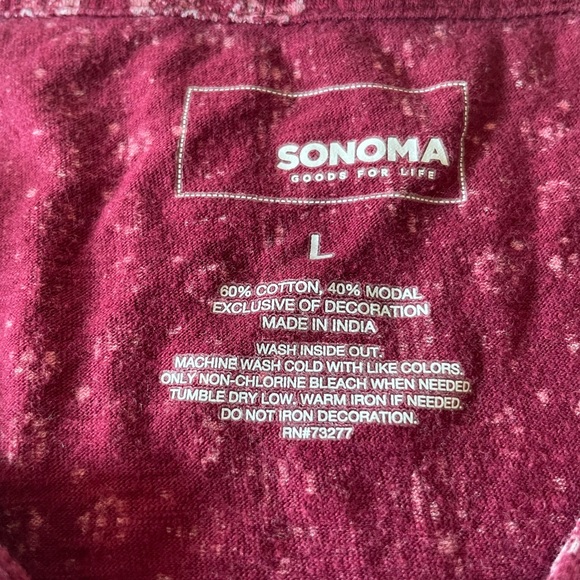 SONOMA
GOODS FOR LIFE
L
60% COTTON, 40% MODAL
EXCLUSIVE OF DECORATION
MADE IN INDIA
WASH INSIDE OUT.
MACHINE WASH COLD WITH LIKE COLORS.
ONLY NON-CHLORINE BLEACH WHEN NEEDED
TUMBLE DRY LOW. WARM IRON IF NEEDED.
DO NOT IRON DECORATION.
RN#73277